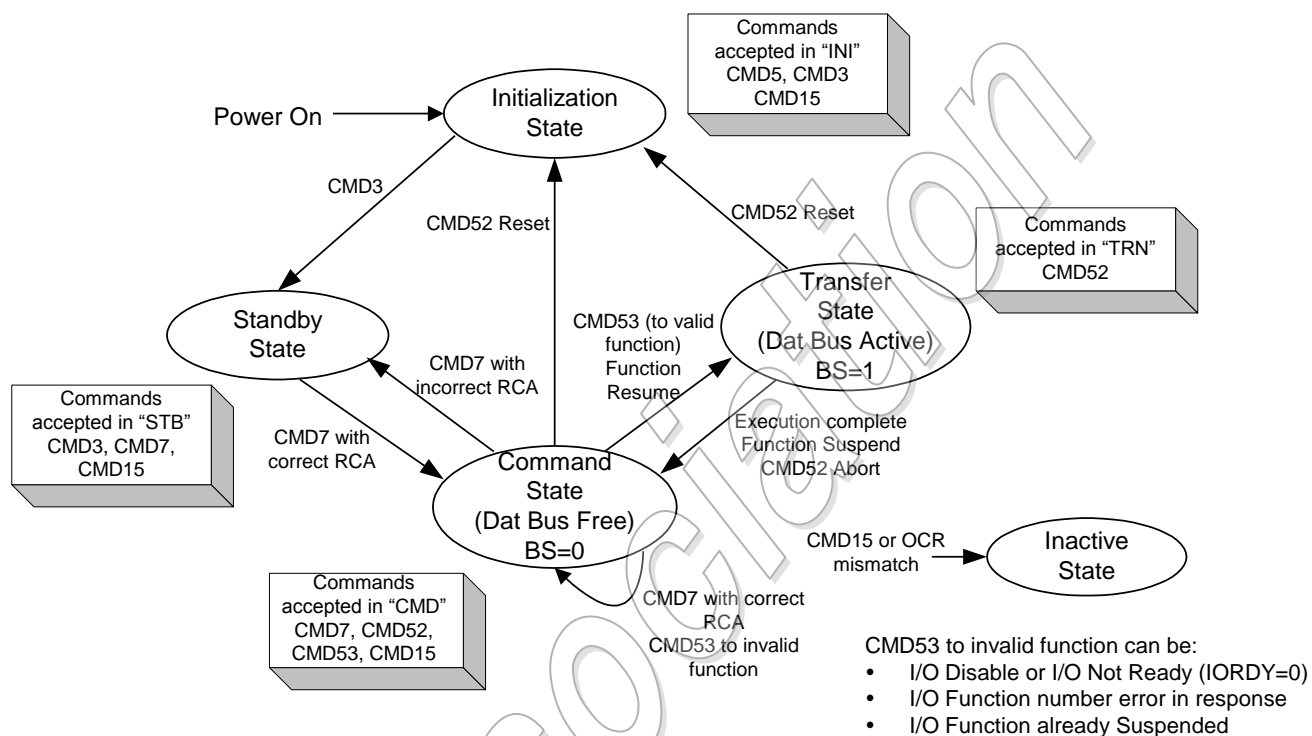 Commands
accepted in “INI”
CMD5, CMD3
CMD15
Power On
Initialization
State
CMD3
CMD52 Reset
CMD52 Reset
Commands
accepted in “TRN”
CMD52
Standby
State
CMD7 with
incorrect RCA
CMD53 (to valid
function)
Function
Resume
Transfer
State
(Dat Bus Active)
BS=1
Commands
accepted in “STB”
CMD3, CMD7,
CMD15
CMD7 with
correct RCA
Execution complete
Function Suspend
CMD52 Abort
Command
State
(Dat Bus Free)
BS=0
CMD15 or OCR
mismatch
Inactive
State
Commands
accepted in “CMD”
CMD7, CMD52,
CMD53, CMD15
CMD7 with correct
RCA
CMD53 to invalid
function
CMD53 to invalid function can be:
• I/O Disable or I/O Not Ready (IORDY=0)
• I/O Function number error in response
• I/O Function already Suspended
ociation